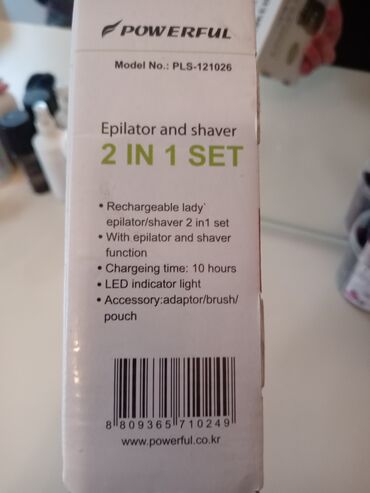 POWERFUL
Model No.: PLS-121026
Epilator and shaver
2 IN 1 SET
• Rechargeable lady`
epilator/shaver 2 in1 set
• With epilator and shaver
function
• Chargeing time: 10 hours
• LED indicator light
• Accessory:adaptor/brush/
pouch
8 809365 710249
www.powerful.co.kr